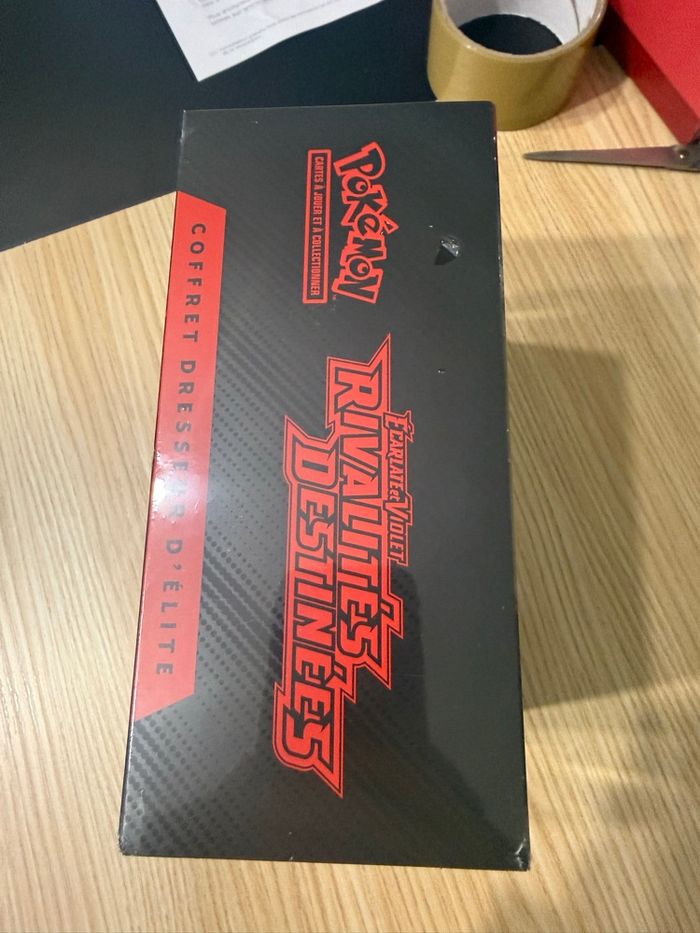 POKÉMON
CARTES À JOUER ET À COLLECTIONNER
ÉCARLATE ET VIOLET
RIVALITÉS
DESTINÉES
COFFRET DRESSEUR D'ÉLITE